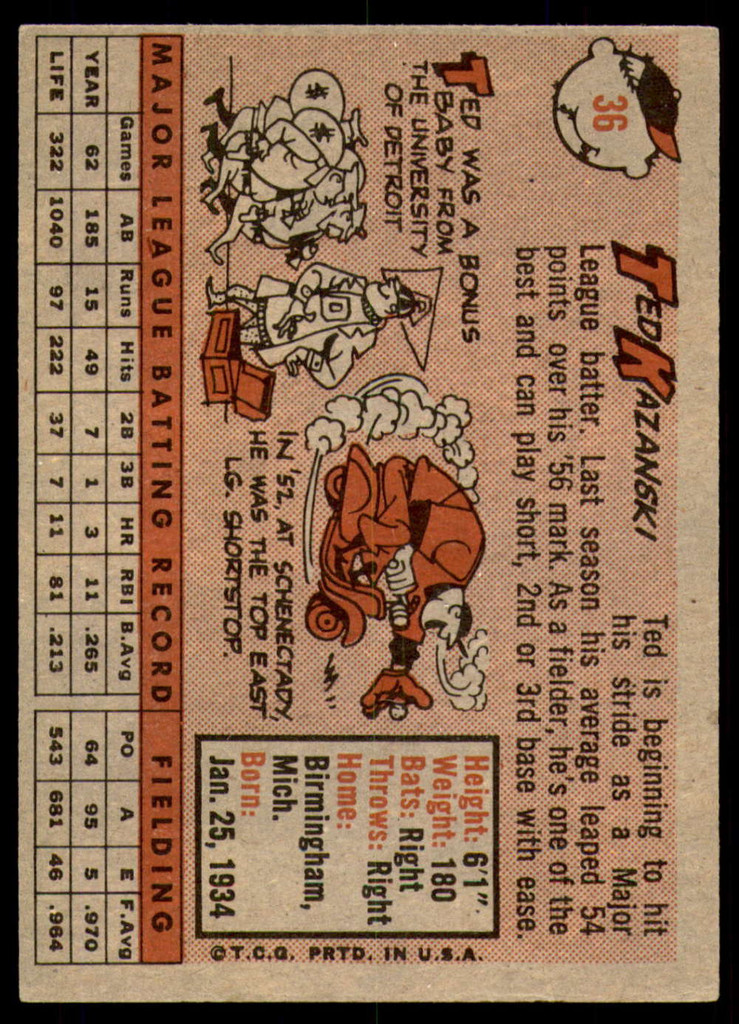 36
TED KAZANSKI
Ted is beginning to hit
his stride as a Major
League batter. Last season his average leaped 54
points over his '56 mark. As a fielder, he's one of the
best and can play short, 2nd or 3rd base with ease.
TED WAS A BONUS
BABY FROM
THE UNIVERSITY
OF DETROIT
$
$
IN '52, AT SCHENECTADY,
HE WAS THE TOP EAST
LG. SHORTSTOP.
Height: 6'1".
Weight: 180
Bats: Right
Throws: Right
Home:
Birmingham,
Mich.
Born:
Jan. 25, 1934
©T.C.G. PRTD. IN U.S.A.
MAJOR LEAGUE BATTING RECORD FIELDING
Games AB Runs Hits 2B 3B HR RBI B.Avg PO A E F.Avg
YEAR 62 185 15 49 7 1 3 11 .265 64 95 5 .970
LIFE 322 1040 97 222 37 7 11 81 .213 543 681 46 .964